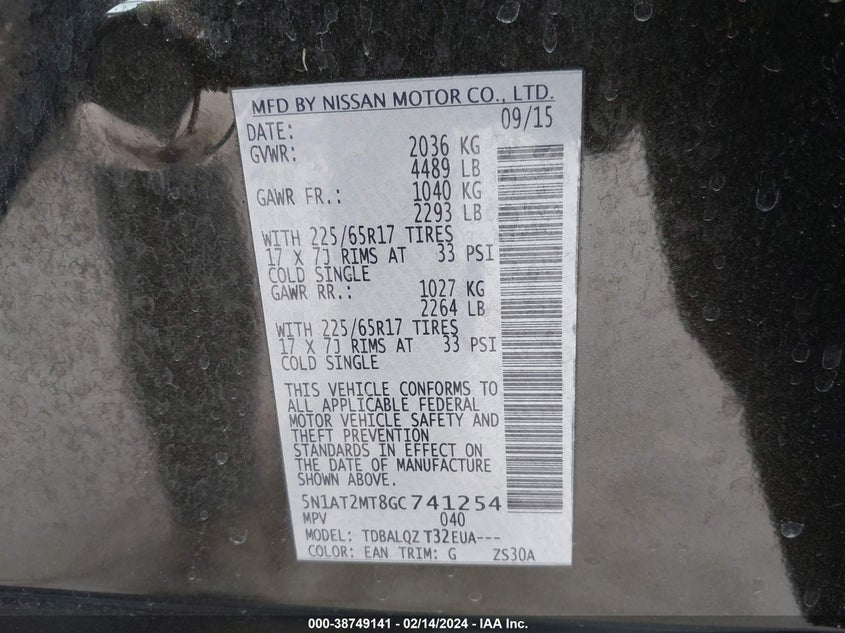 MFD BY NISSAN MOTOR CO., LTD.
DATE: 09/15
GVWR: 2036 KG
4489 LB
GAWR FR.: 1040 KG
2293 LB
WITH 225/65R17 TIRES
17 X 7J RIMS AT 33 PSI
COLD SINGLE
GAWR RR.: 1027 KG
2264 LB
WITH 225/65R17 TIRES
17 X 7J RIMS AT 33 PSI
COLD SINGLE
THIS VEHICLE CONFORMS TO
ALL APPLICABLE FEDERAL
MOTOR VEHICLE SAFETY AND
THEFT PREVENTION
STANDARDS IN EFFECT ON
THE DATE OF MANUFACTURE
SHOWN ABOVE.
5N1AT2MT8GC741254
MPV 040
MODEL: TDBALQZ T32EUA---
COLOR: EAN TRIM: G ZS30A
000-38749141 - 02/14/2024 - IAA Inc.